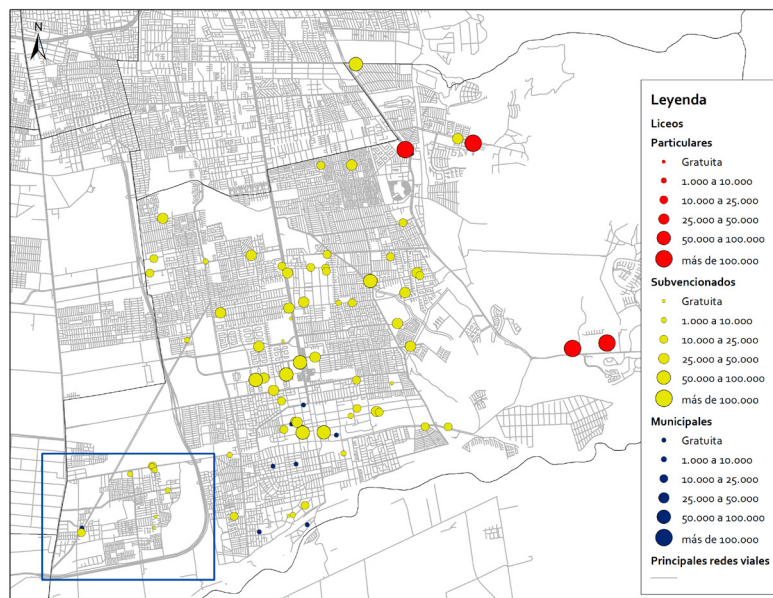 N
Leyenda
Liceos
Particulares
Gratuita
1.000 a 10.000
10.000 a 25.000
25.000 a 50.000
50.000 a 100.000
más de 100.000
Subvencionados
Gratuita
1.000 a 10.000
10.000 a 25.000
25.000 a 50.000
50.000 a 100.000
más de 100.000
Municipales
Gratuita
1.000 a 10.000
10.000 a 25.000
25.000 a 50.000
50.000 a 100.000
más de 100.000
Principales redes viales